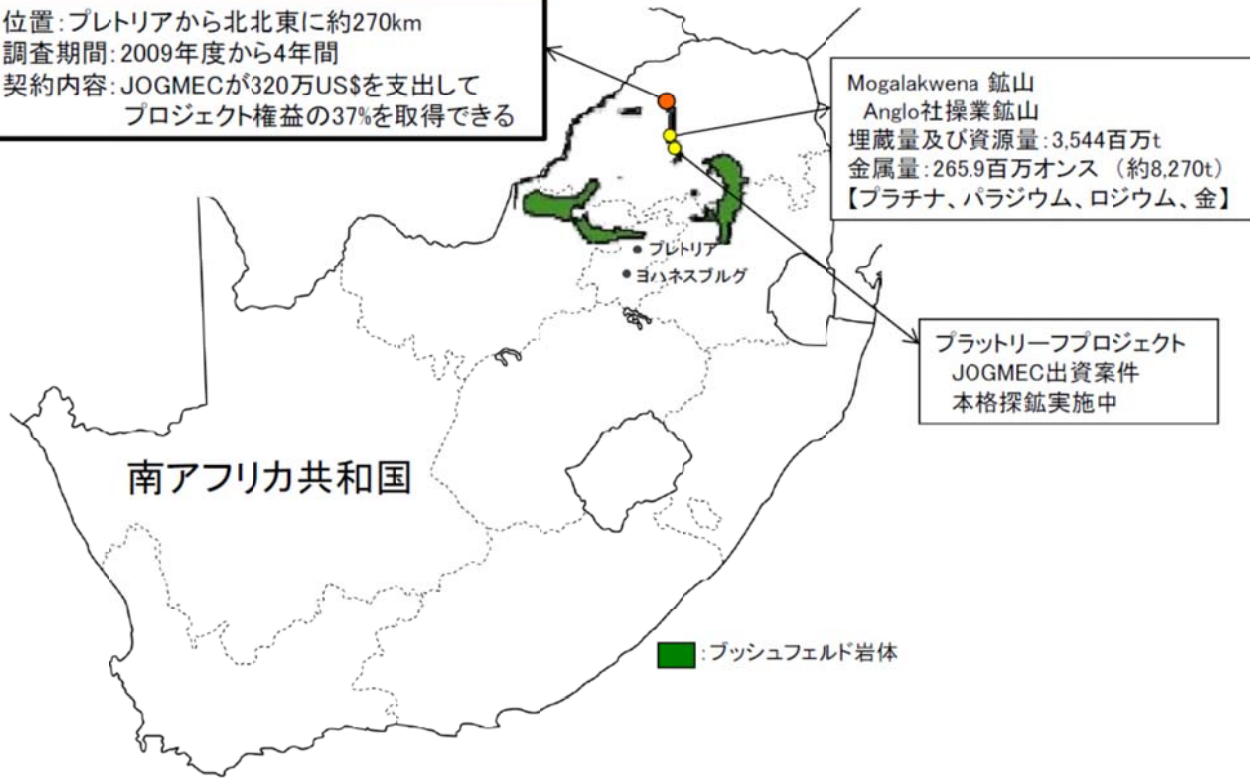 位置:プレトリアから北北東に約270km
調査期間:2009年度から4年間
契約内容:JOGMECが320万US$を支出して
プロジェクト権益の37%を取得できる
Mogalakwena 鉱山
Anglo社操業鉱山
埋蔵量及び資源量:3,544百万t
金属量:265.9百万オンス (約8,270t)
【プラチナ、パラジウム、ロジウム、金】
プレトリア
ヨハネスブルグ
プラットリーフプロジェクト
JOGMEC出資案件
本格探鉱実施中
南アフリカ共和国
:ブッシュフェルド岩体